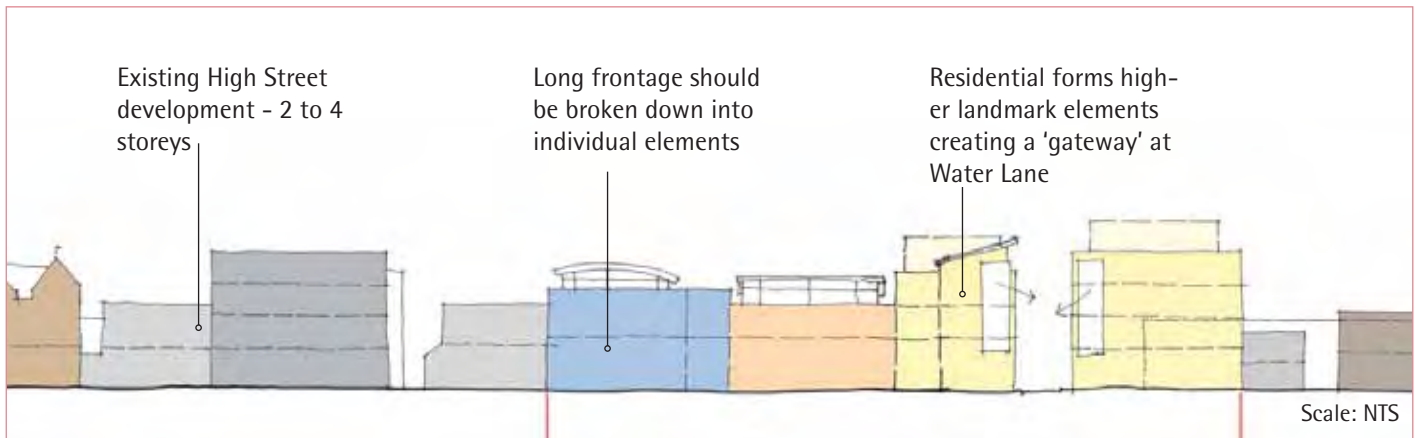 Existing High Street
development - 2 to 4
storeys
Long frontage should
be broken down into
individual elements
Residential forms high-
er landmark elements
creating a ‘gateway’ at
Water Lane
Scale: NTS